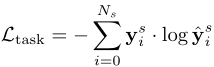 \mathcal{L}_{\text{task}} = -\sum_{i=0}^{N_s} \mathbf{y}_i^s \cdot \log \hat{\mathbf{y}}_i^s